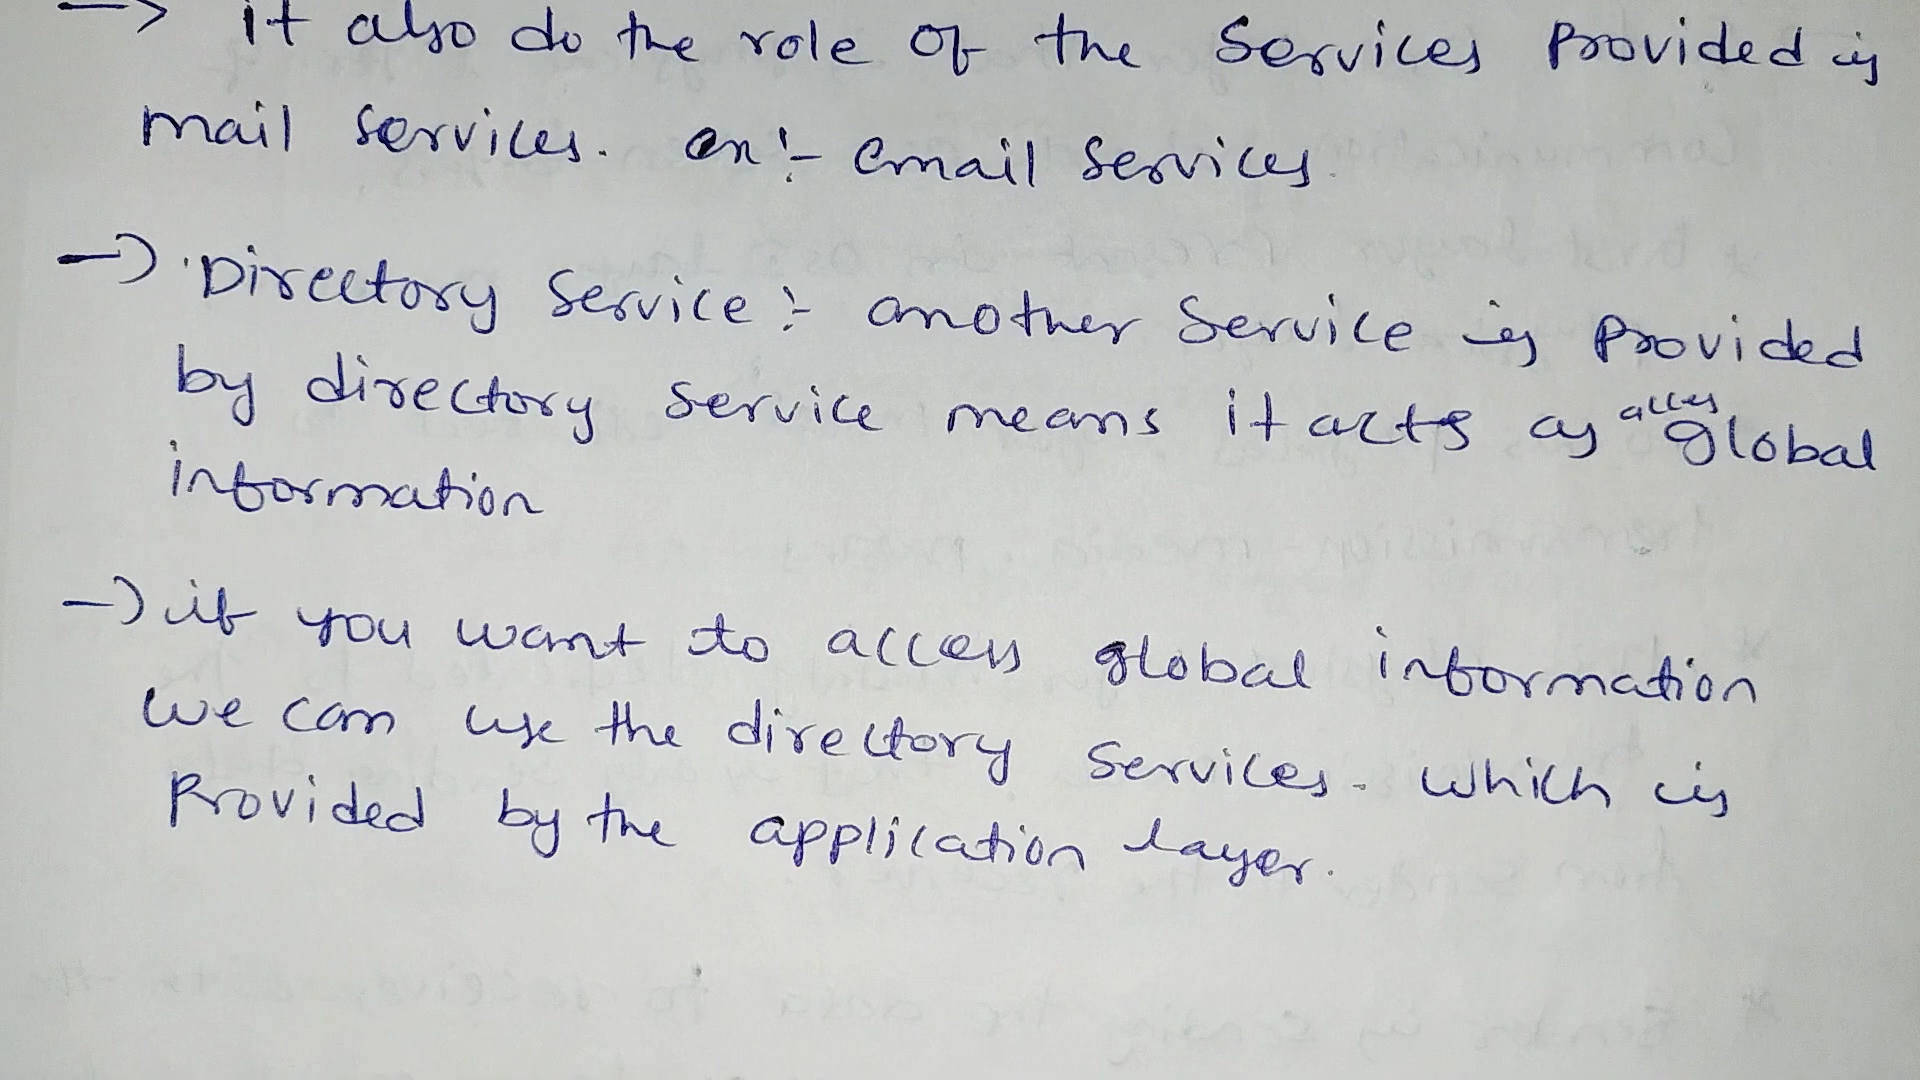 -> it also do the role of the Services Provided is
mail services. ex:- email Services.
-> Directory Service:- another Service is Provided
by directory Service means it acts as acces global
information
-> if you want to access global information
we can use the directory Services. which is
Provided by the application layer.